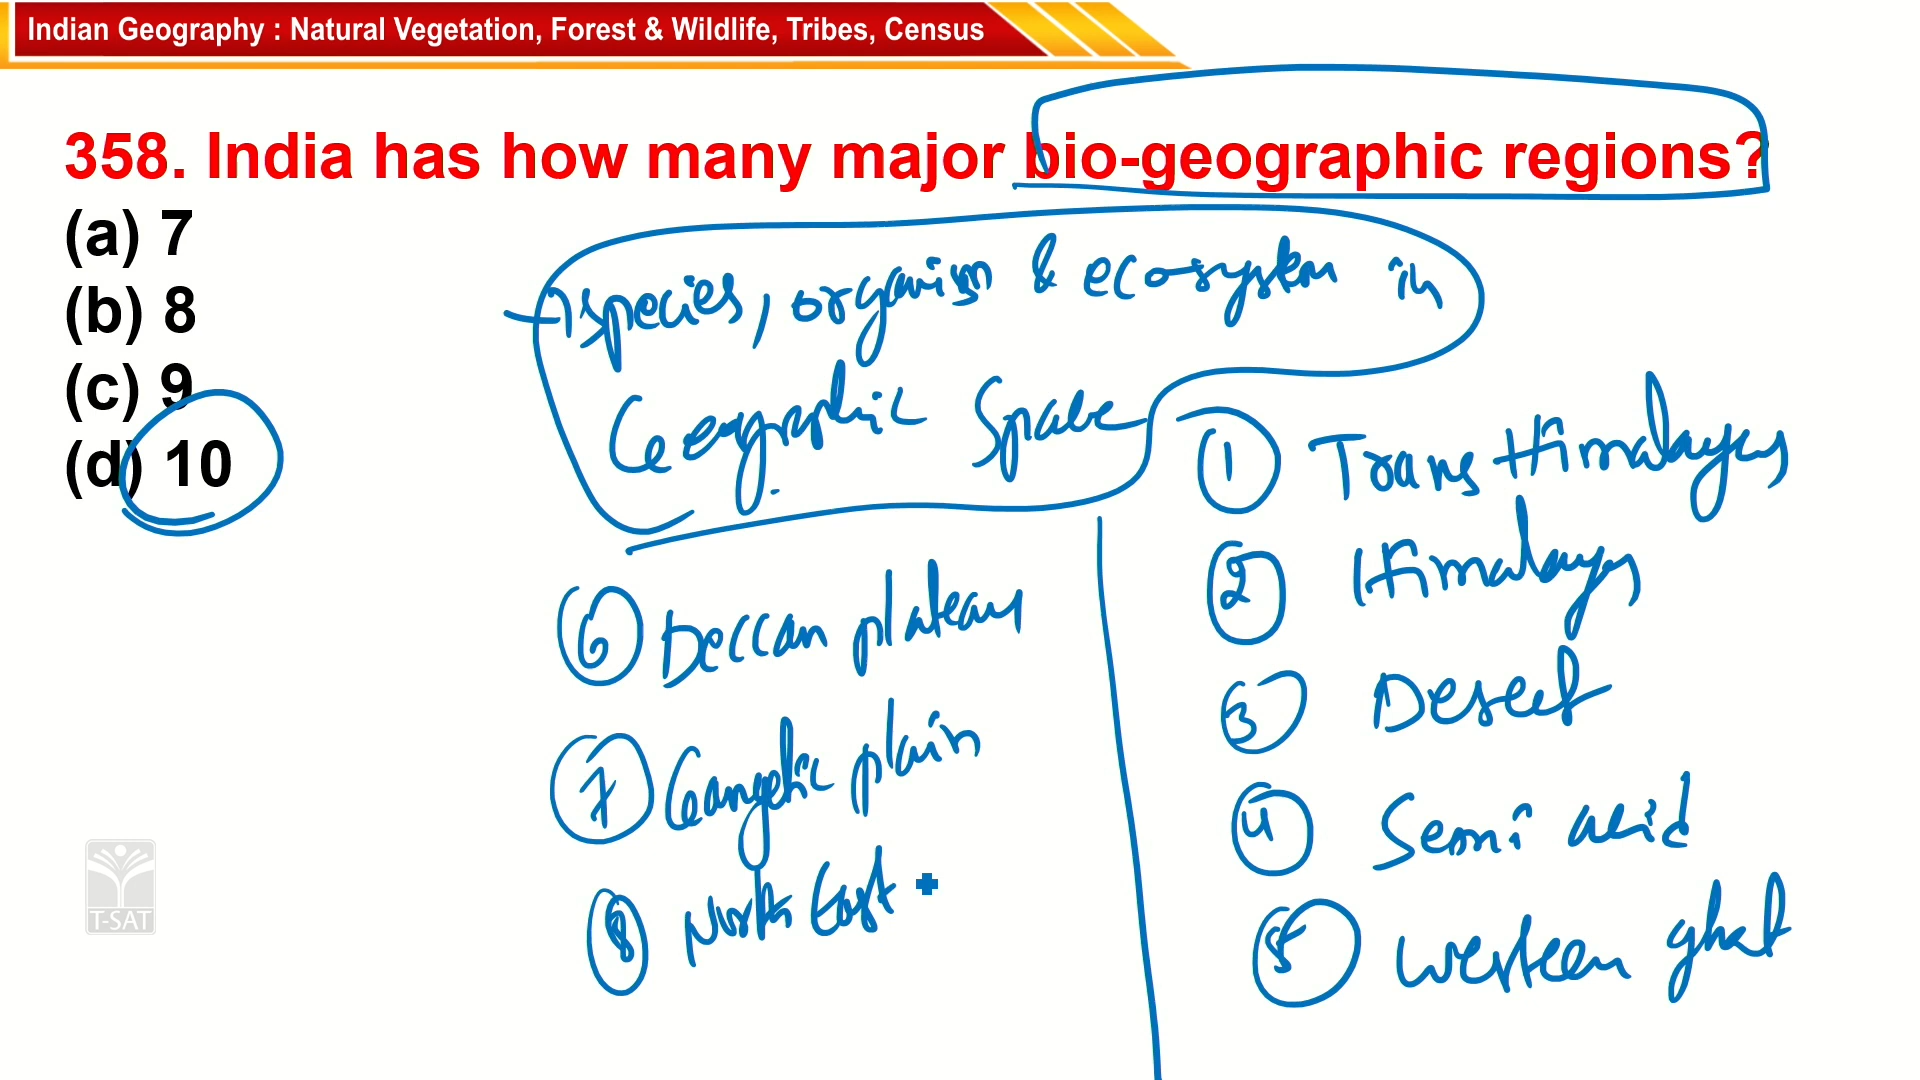 Indian Geography : Natural Vegetation, Forest & Wildlife, Tribes, Census
358. India has how many major bio-geographic regions?
(a) 7
(b) 8
(c) 9
(d) 10
species, organism & ecosystem in
Geographic Space
1 Trans Himalayas
2 Himalayas
3 Desert
4 Semi arid
5 western ghat
6 Deccan plateau
7 Gangetic plain
8 North East
T-SAT